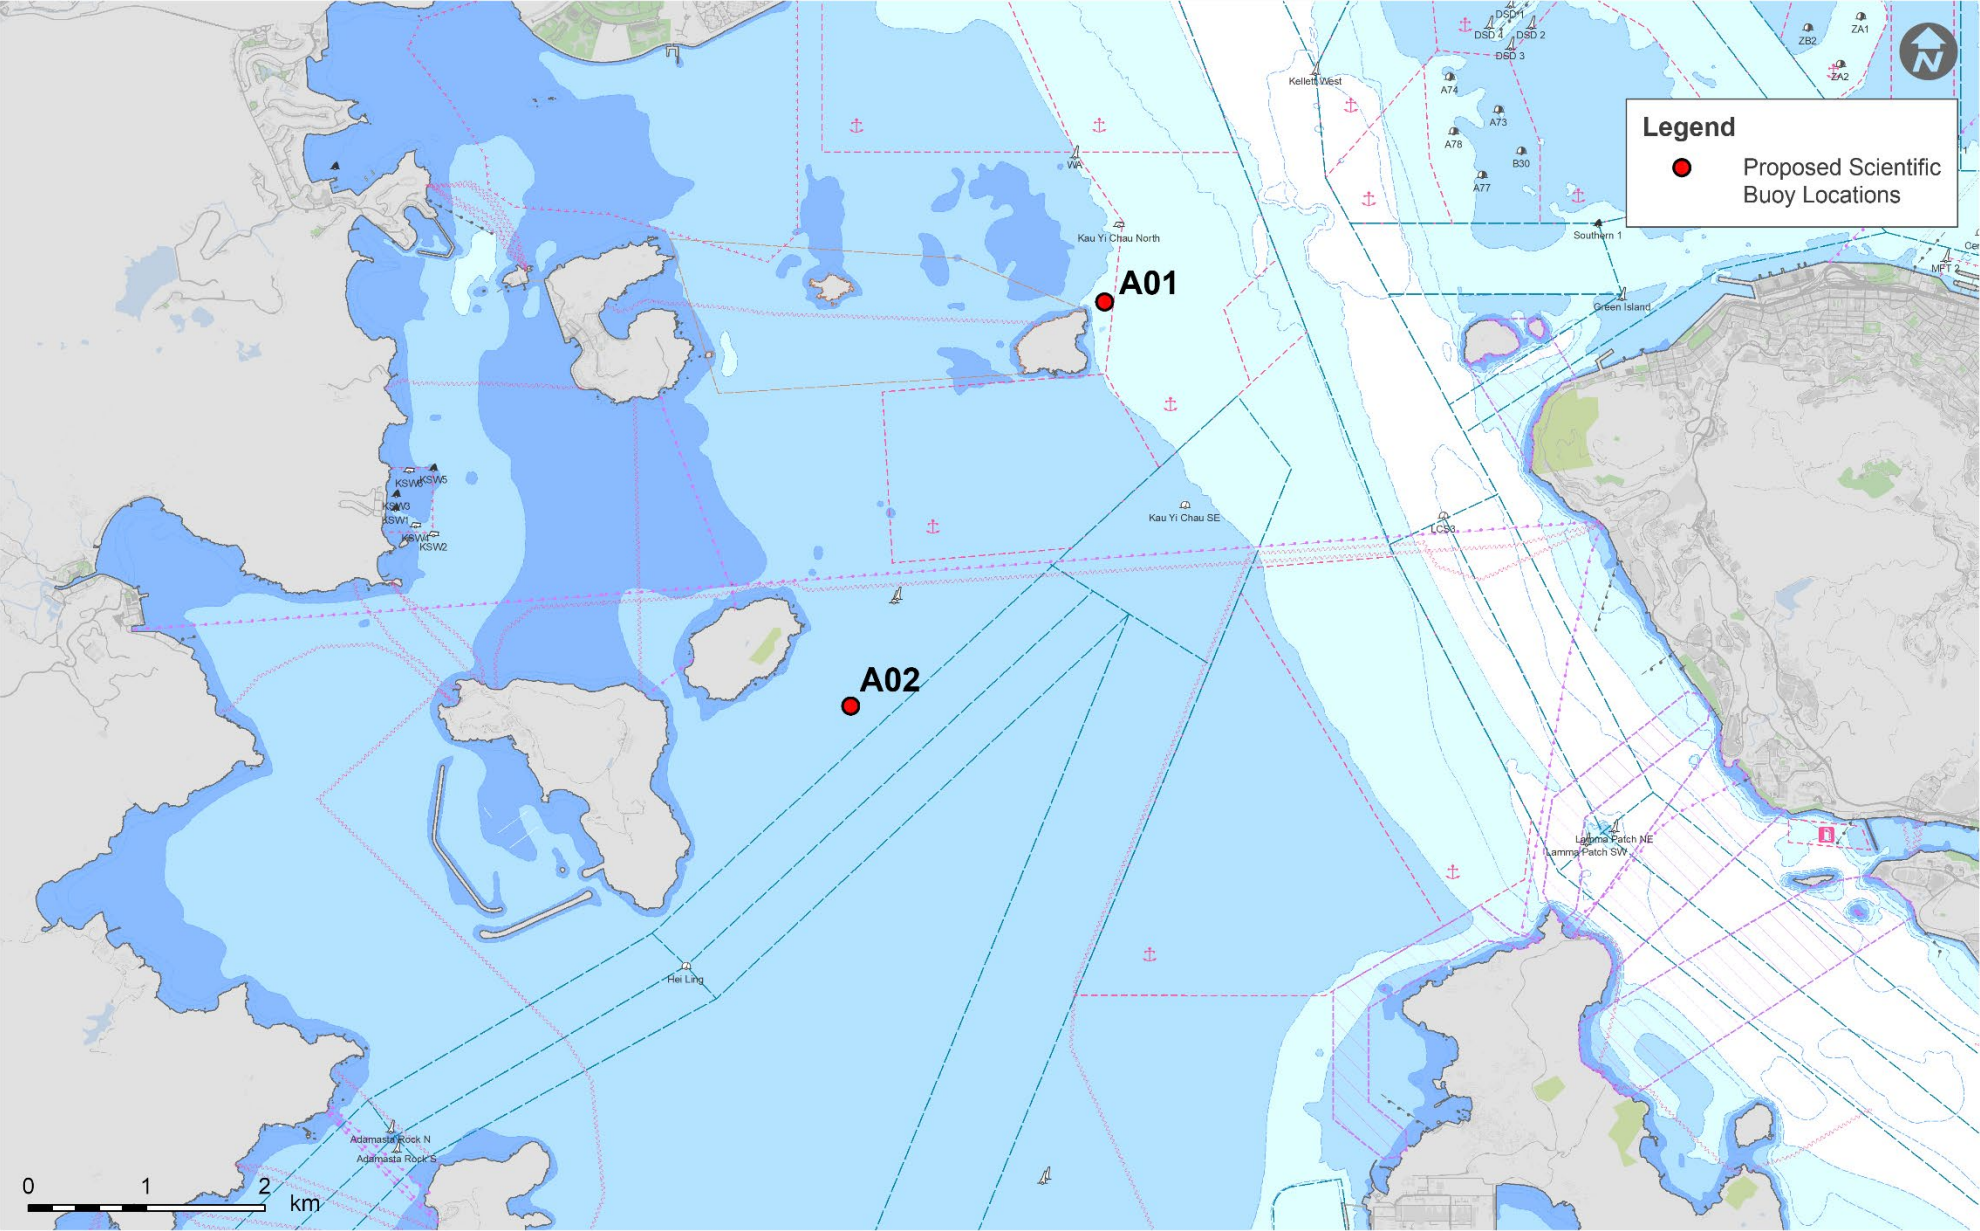 DSD 1
DSD 4
DSD 2
DSD 3
ZB2
ZA1
ZA2
N
Kellett West
A74
A73
A78
B30
A77
Legend
Proposed Scientific
Buoy Locations
WA
Kau Yi Chau North
Southern 1
MFT 2
A01
Green Island
KSW5
KSW3
KSW1
KSW4
KSW2
Kau Yi Chau SE
LCS3
A02
Lamma Patch NE
Lamma Patch SW
Hei Ling
Adamasta Rock N
Adamasta Rock S
0 1 2
km